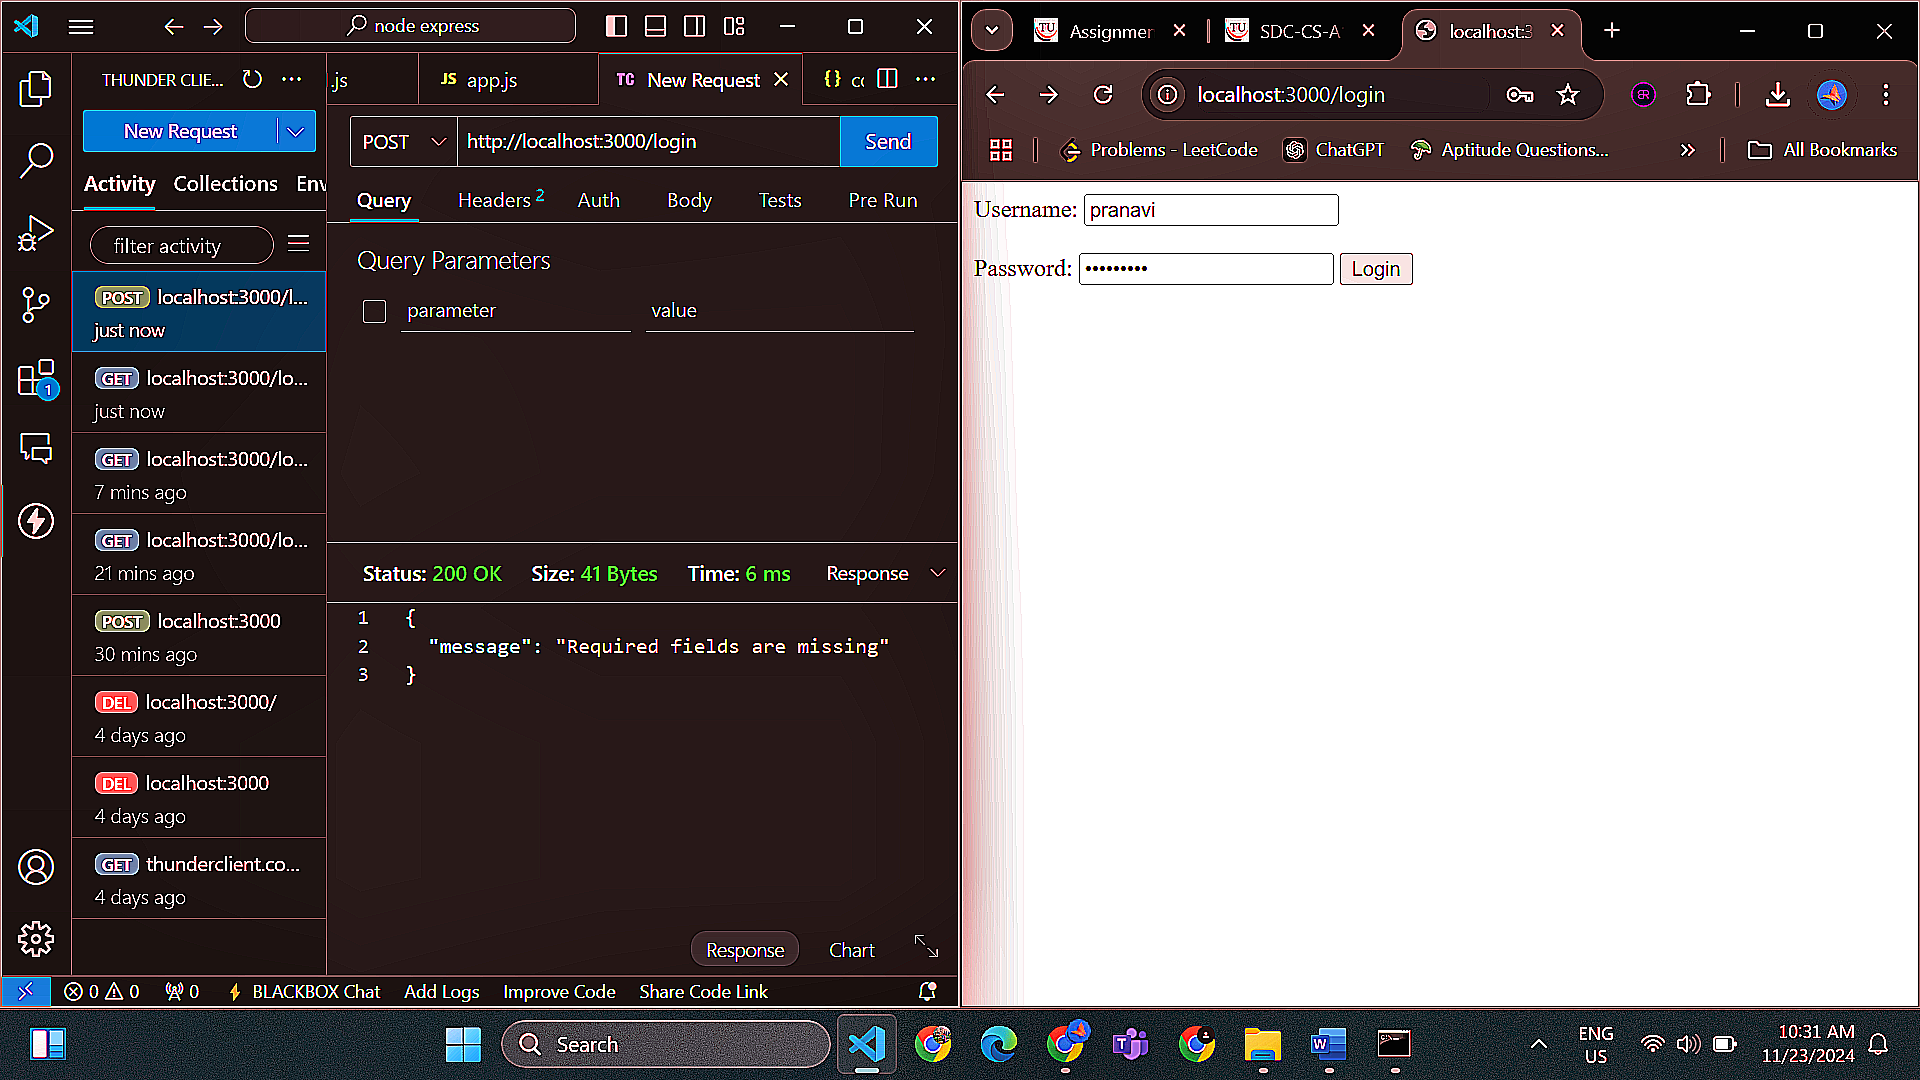 node express
THUNDER CLIE...
.js
JS app.js
TC New Request
{} cc
New Request
POST
http://localhost:3000/login
Send
Activity
Collections
Env
Query
Headers 2
Auth
Body
Tests
Pre Run
filter activity
Query Parameters
parameter
value
POST localhost:3000/l...
just now
GET localhost:3000/lo...
just now
GET localhost:3000/lo...
7 mins ago
GET localhost:3000/lo...
21 mins ago
POST localhost:3000
30 mins ago
DEL localhost:3000/
4 days ago
DEL localhost:3000
4 days ago
GET thunderclient.co...
4 days ago
1
Status: 200 OK
Size: 41 Bytes
Time: 6 ms
Response
1 {
2 "message": "Required fields are missing"
3 }
Response
Chart
0 0
0
BLACKBOX Chat
Add Logs
Improve Code
Share Code Link
TU Assignmer
TU SDC-CS-A
localhost:3
localhost:3000/login
Problems - LeetCode
ChatGPT
Aptitude Questions...
All Bookmarks
Username: pranavi
Password: •••••••••
Login
Search
ENG
US
10:31 AM
11/23/2024